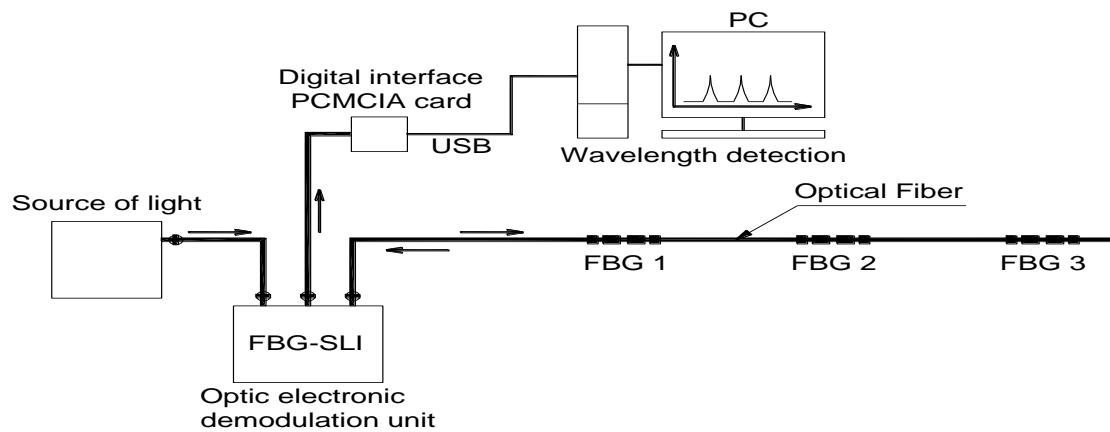 PC
Digital interface
PCMCIA card
USB
Wavelength detection
Source of light
Optical Fiber
FBG 1
FBG 2
FBG 3
FBG-SLI
Optic electronic
demodulation unit